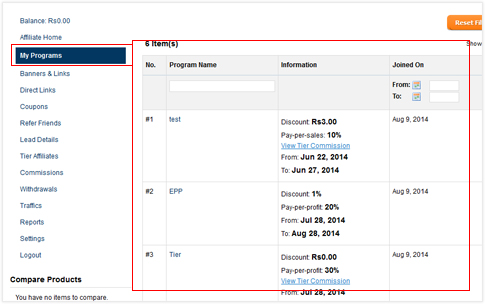 Balance: Rs0.00
Affiliate Home
My Programs
Banners & Links
Direct Links
Coupons
Refer Friends
Lead Details
Tier Affiliates
Commissions
Withdrawals
Traffics
Reports
Settings
Logout
Compare Products
You have no items to compare.
Reset Fil
6 Item(s)
Show
No. Program Name Information Joined On
From:
To:
#1 test Discount: Rs3.00 Aug 9, 2014
Pay-per-sales: 10%
View Tier Commission
From: Jun 22, 2014
To: Jun 27, 2014
#2 EPP Discount: 1% Aug 9, 2014
Pay-per-profit: 20%
From: Jul 28, 2014
To: Aug 28, 2014
#3 Tier Discount: Rs0.00 Aug 9, 2014
Pay-per-profit: 30%
View Tier Commission
From: Jul 28, 2014